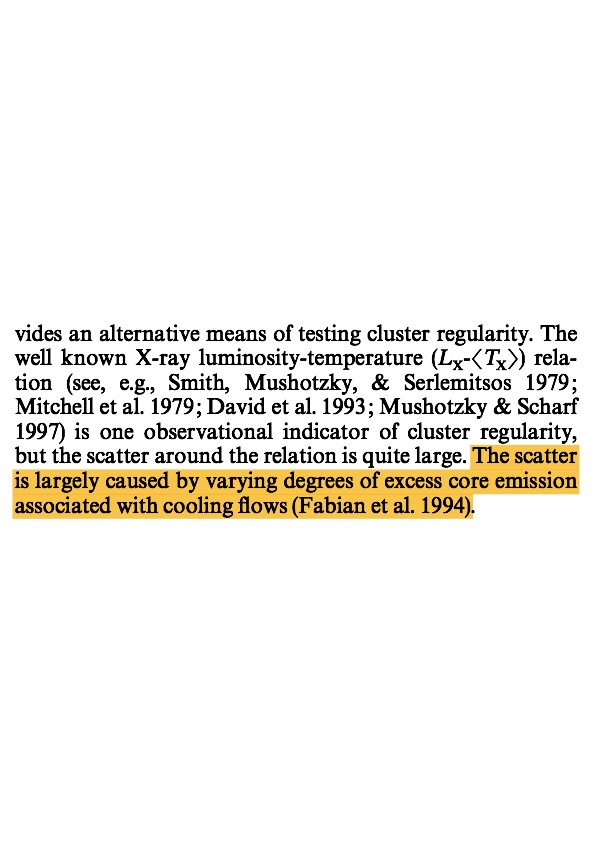 vides an alternative means of testing cluster regularity. The
well known X-ray luminosity-temperature (L_X-⟨T_X⟩) rela-
tion (see, e.g., Smith, Mushotzky, & Serlemitsos 1979;
Mitchell et al. 1979; David et al. 1993; Mushotzky & Scharf
1997) is one observational indicator of cluster regularity,
but the scatter around the relation is quite large. The scatter
is largely caused by varying degrees of excess core emission
associated with cooling flows (Fabian et al. 1994).